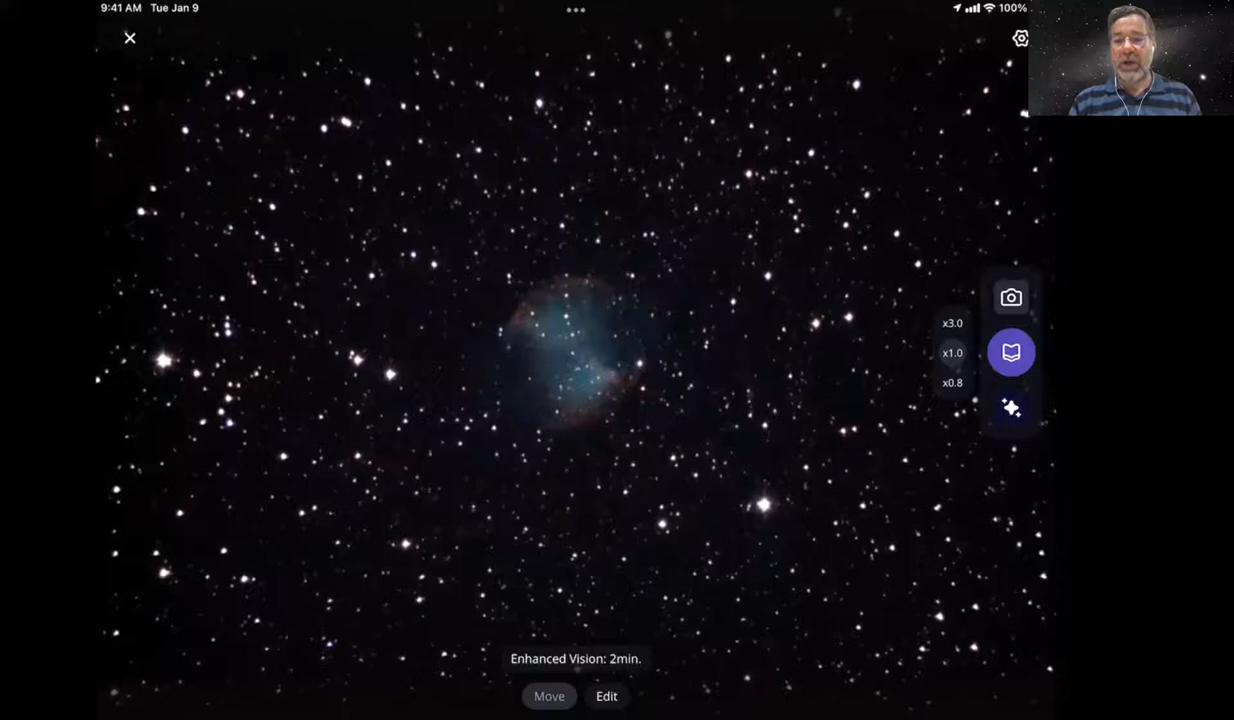 9:41 AM Tue Jan 9
100%
x3.0
x1.0
x0.8
Enhanced Vision: 2min.
Move
Edit